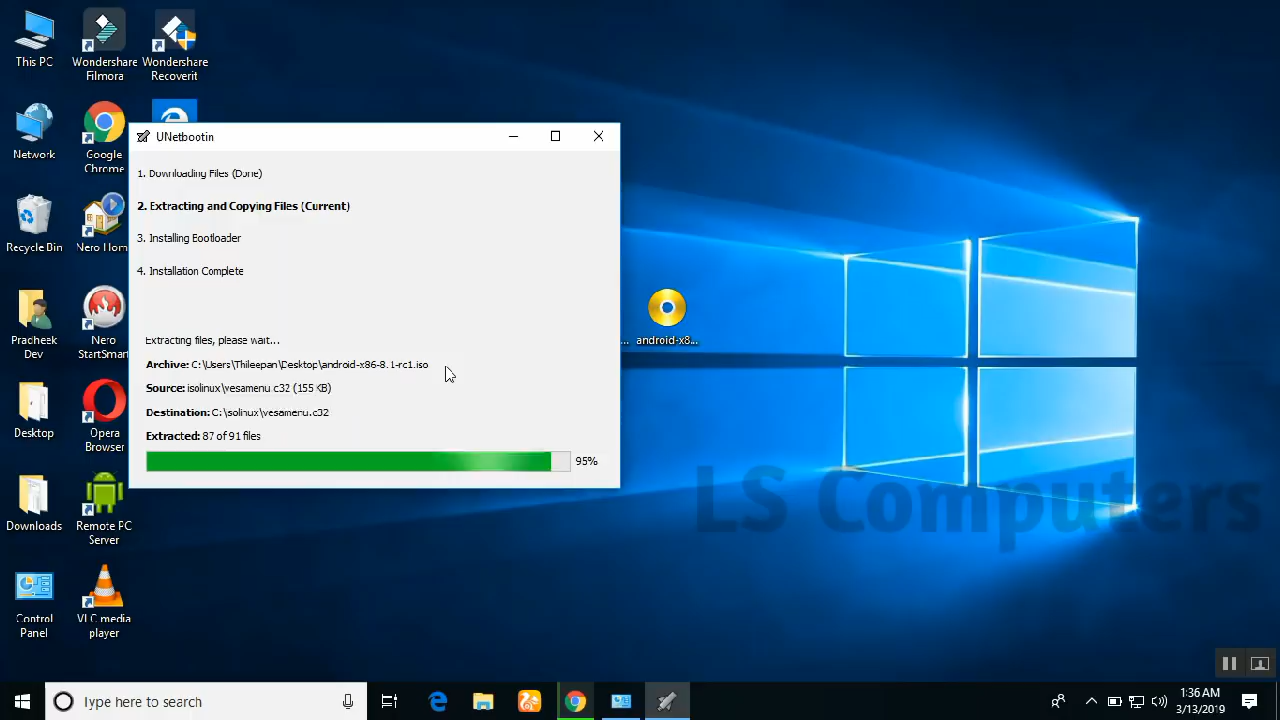 This PC
Wondershare
Filmora
Wondershare
Recoverit
Network
Google
Chrome
Recycle Bin
Nero Hom
Pracheek
Dev
Nero
StartSmart
Desktop
Opera
Browser
Downloads
Remote PC
Server
Control
Panel
VLC media
player
UNetbootin
1. Downloading Files (Done)
2. Extracting and Copying Files (Current)
3. Installing Bootloader
4. Installation Complete
Extracting files, please wait...
Archive: C:\Users\Thileepan\Desktop\android-x86-8.1-rc1.iso
Source: isolinux\vesamenu.c32 (155 KB)
Destination: C:\solinux\vesamenu.c32
Extracted: 87 of 91 files
95%
... android-x8...
LS Computers
Type here to search
1:36 AM
3/13/2019